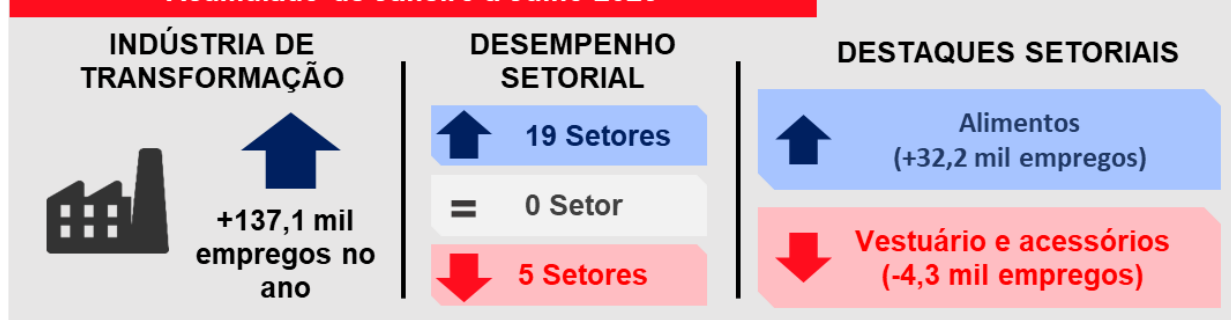 INDÚSTRIA DE
TRANSFORMAÇÃO
+137,1 mil
empregos no
ano
DESEMPENHO
SETORIAL
19 Setores
= 0 Setor
5 Setores
DESTAQUES SETORIAIS
Alimentos
(+32,2 mil empregos)
Vestuário e acessórios
(-4,3 mil empregos)